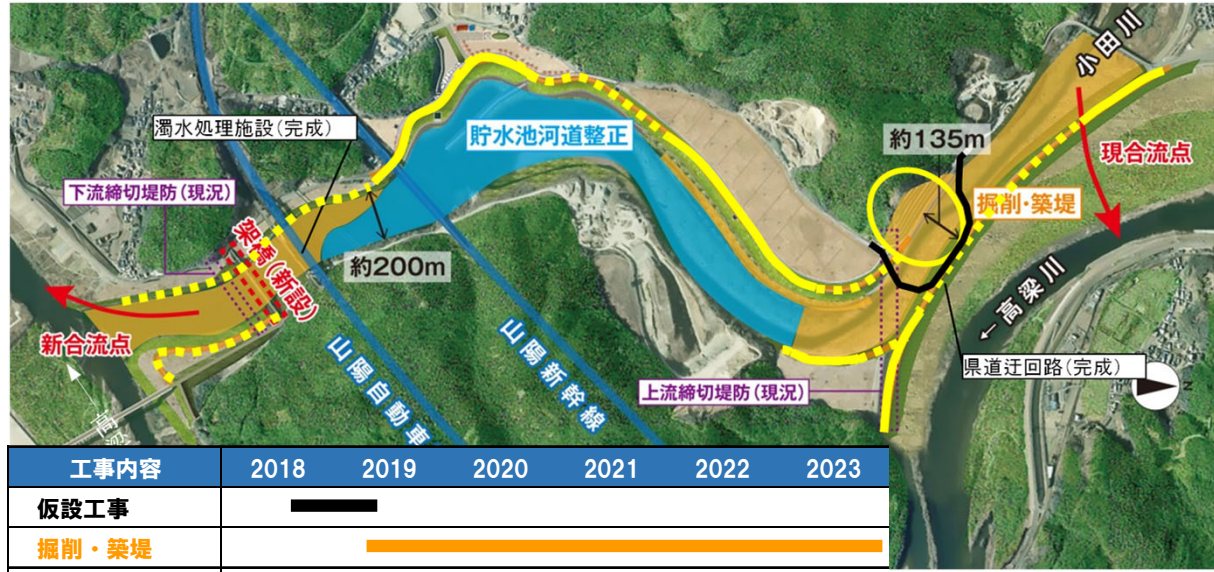 小田川
濁水処理施設(完成)
貯水池河道整正
約135m
現合流点
下流締切堤防(現況)
掘削・築堤
架橋(新設)
約200m
←高梁川
新合流点
山陽自動車
山陽新幹線
県道迂回路(完成)
上流締切堤防(現況)
N
工事内容 2018 2019 2020 2021 2022 2023
仮設工事
掘削・築堤